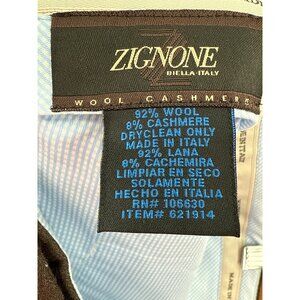 ZIGNONE
BIELLA-ITALY
WOOL CASHMERE
92% WOOL
8% CASHMERE
DRYCLEAN ONLY
MADE IN ITALY
92% LANA
8% CACHEMIRA
LIMPIAR EN SECO
SOLAMENTE
HECHO EN ITALIA
RN# 106630
ITEM# 621914